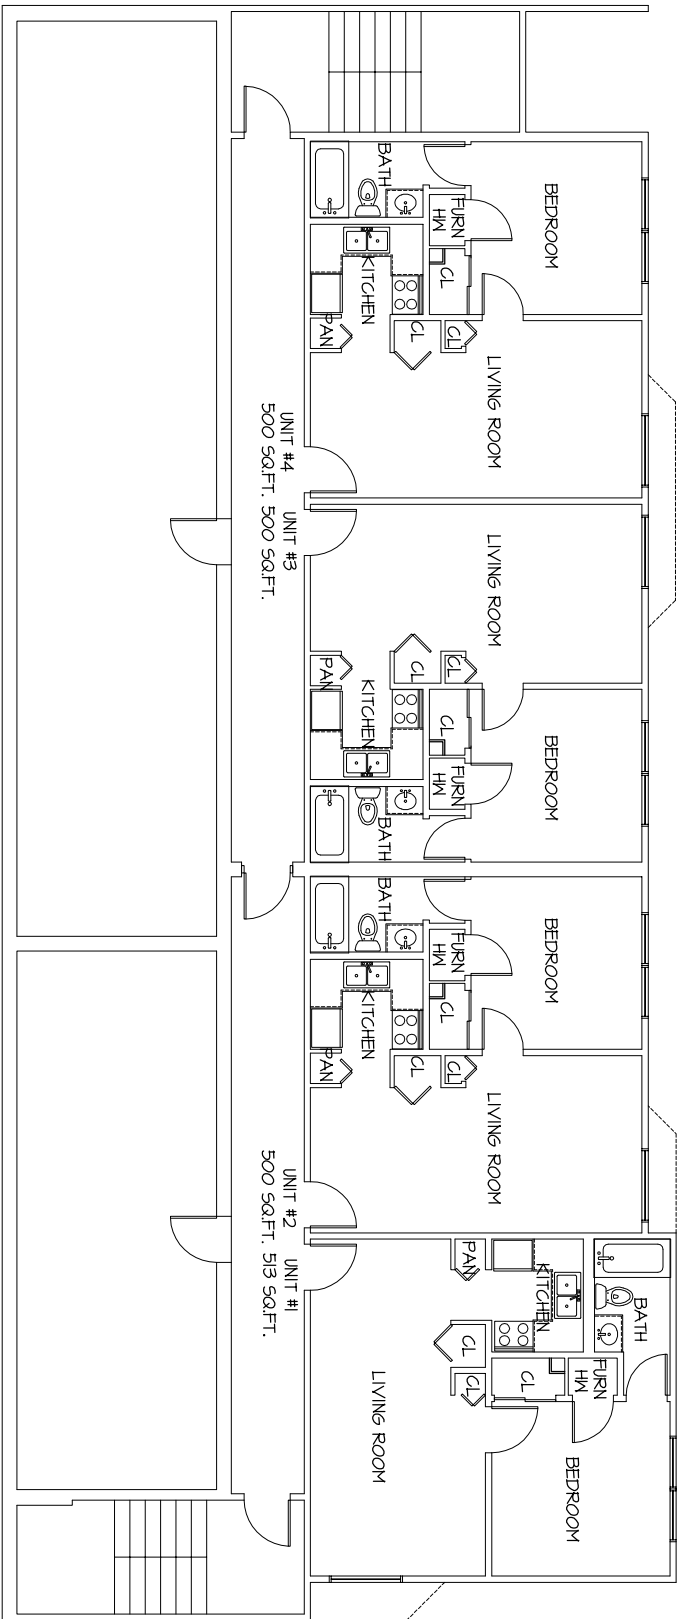 BATH
BEDROOM
FURN
HW
KITCHEN
CL
PAN
CL
CL
LIVING ROOM
UNIT #4
500 SQ.FT.
UNIT #3
500 SQ.FT.
LIVING ROOM
PAN
CL
CL
KITCHEN
CL
BEDROOM
FURN
HW
BATH
BATH
BEDROOM
FURN
HW
KITCHEN
CL
PAN
CL
CL
LIVING ROOM
UNIT #2
500 SQ.FT.
UNIT #1
513 SQ.FT.
PAN
KITCHEN
BATH
CL
CL
CL
FURN
HW
LIVING ROOM
BEDROOM